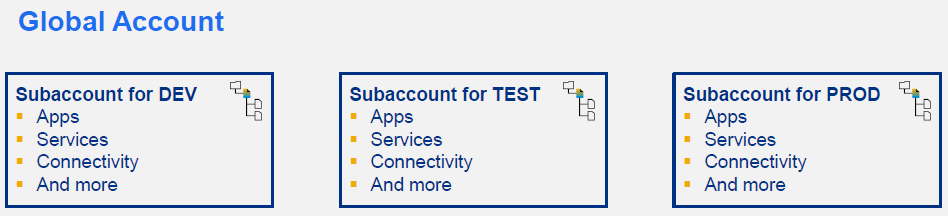 Global Account
Subaccount for DEV
▪ Apps
▪ Services
▪ Connectivity
▪ And more
Subaccount for TEST
▪ Apps
▪ Services
▪ Connectivity
▪ And more
Subaccount for PROD
▪ Apps
▪ Services
▪ Connectivity
▪ And more